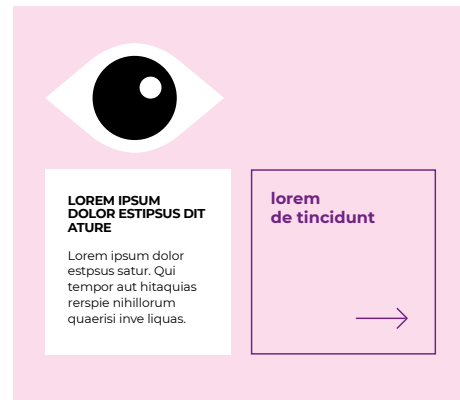 LOREM IPSUM
DOLOR ESTIPSUS DIT
ATURE
Lorem ipsum dolor
estpsus satur. Qui
tempor aut hitaquias
rerspie nihillorum
quaerisi inve liquas.
lorem
de tincidunt